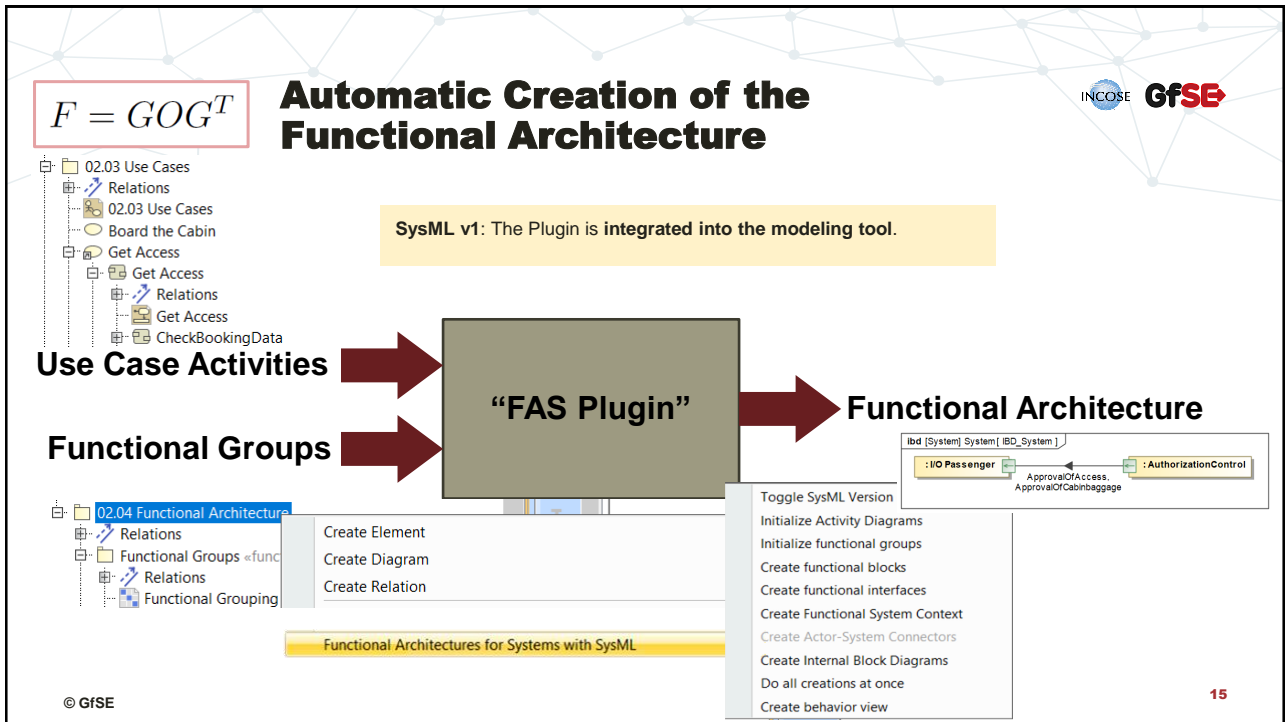 F = GOG^T
Automatic Creation of the
Functional Architecture
INCOSE GfSE
02.03 Use Cases
Relations
02.03 Use Cases
Board the Cabin
Get Access
Get Access
Relations
Get Access
CheckBookingData
SysML v1: The Plugin is integrated into the modeling tool.
Use Case Activities
Functional Groups
“FAS Plugin”
Functional Architecture
ibd [System] System [ IBD_System ]
: I/O Passenger
ApprovalOfAccess,
ApprovalOfCabinbaggage
: AuthorizationControl
02.04 Functional Architecture
Relations
Functional Groups «func
Relations
Functional Grouping
Create Element
Create Diagram
Create Relation
Functional Architectures for Systems with SysML
Toggle SysML Version
Initialize Activity Diagrams
Initialize functional groups
Create functional blocks
Create functional interfaces
Create Functional System Context
Create Actor-System Connectors
Create Internal Block Diagrams
Do all creations at once
Create behavior view
© GfSE
15